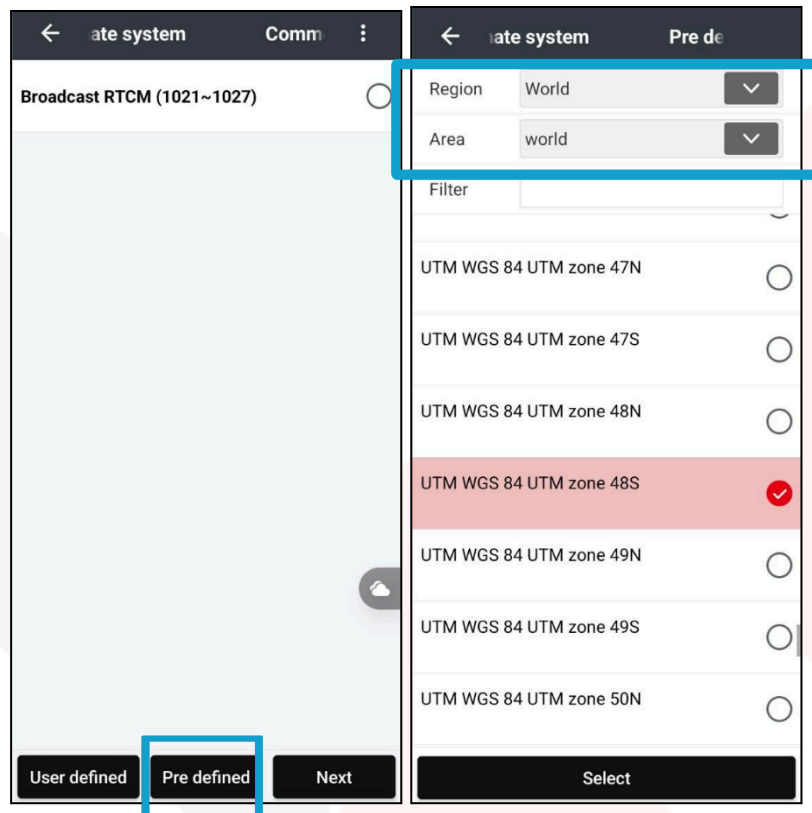 ate system Comm
Broadcast RTCM (1021~1027)
User defined Pre defined Next
ate system Pre de
Region World
Area world
Filter
UTM WGS 84 UTM zone 47N
UTM WGS 84 UTM zone 47S
UTM WGS 84 UTM zone 48N
UTM WGS 84 UTM zone 48S
UTM WGS 84 UTM zone 49N
UTM WGS 84 UTM zone 49S
UTM WGS 84 UTM zone 50N
Select